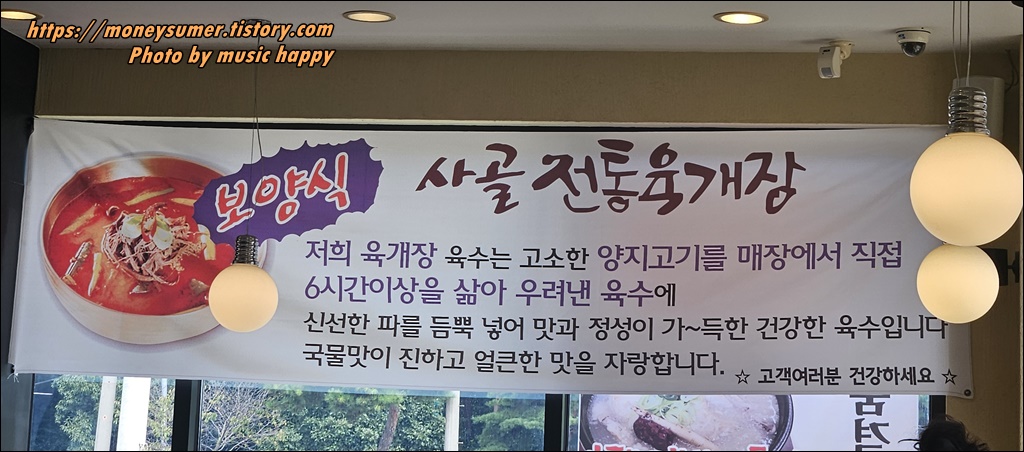 https://moneysumer.tistory.com
Photo by music happy
보양식
사골 전통육개장
저희 육개장 육수는 고소한 양지고기를 매장에서 직접
6시간이상을 삶아 우려낸 육수에
신선한 파를 듬뿍 넣어 맛과 정성이 가~득한 건강한 육수입니다
국물맛이 진하고 얼큰한 맛을 자랑합니다.
☆ 고객여러분 건강하세요 ☆